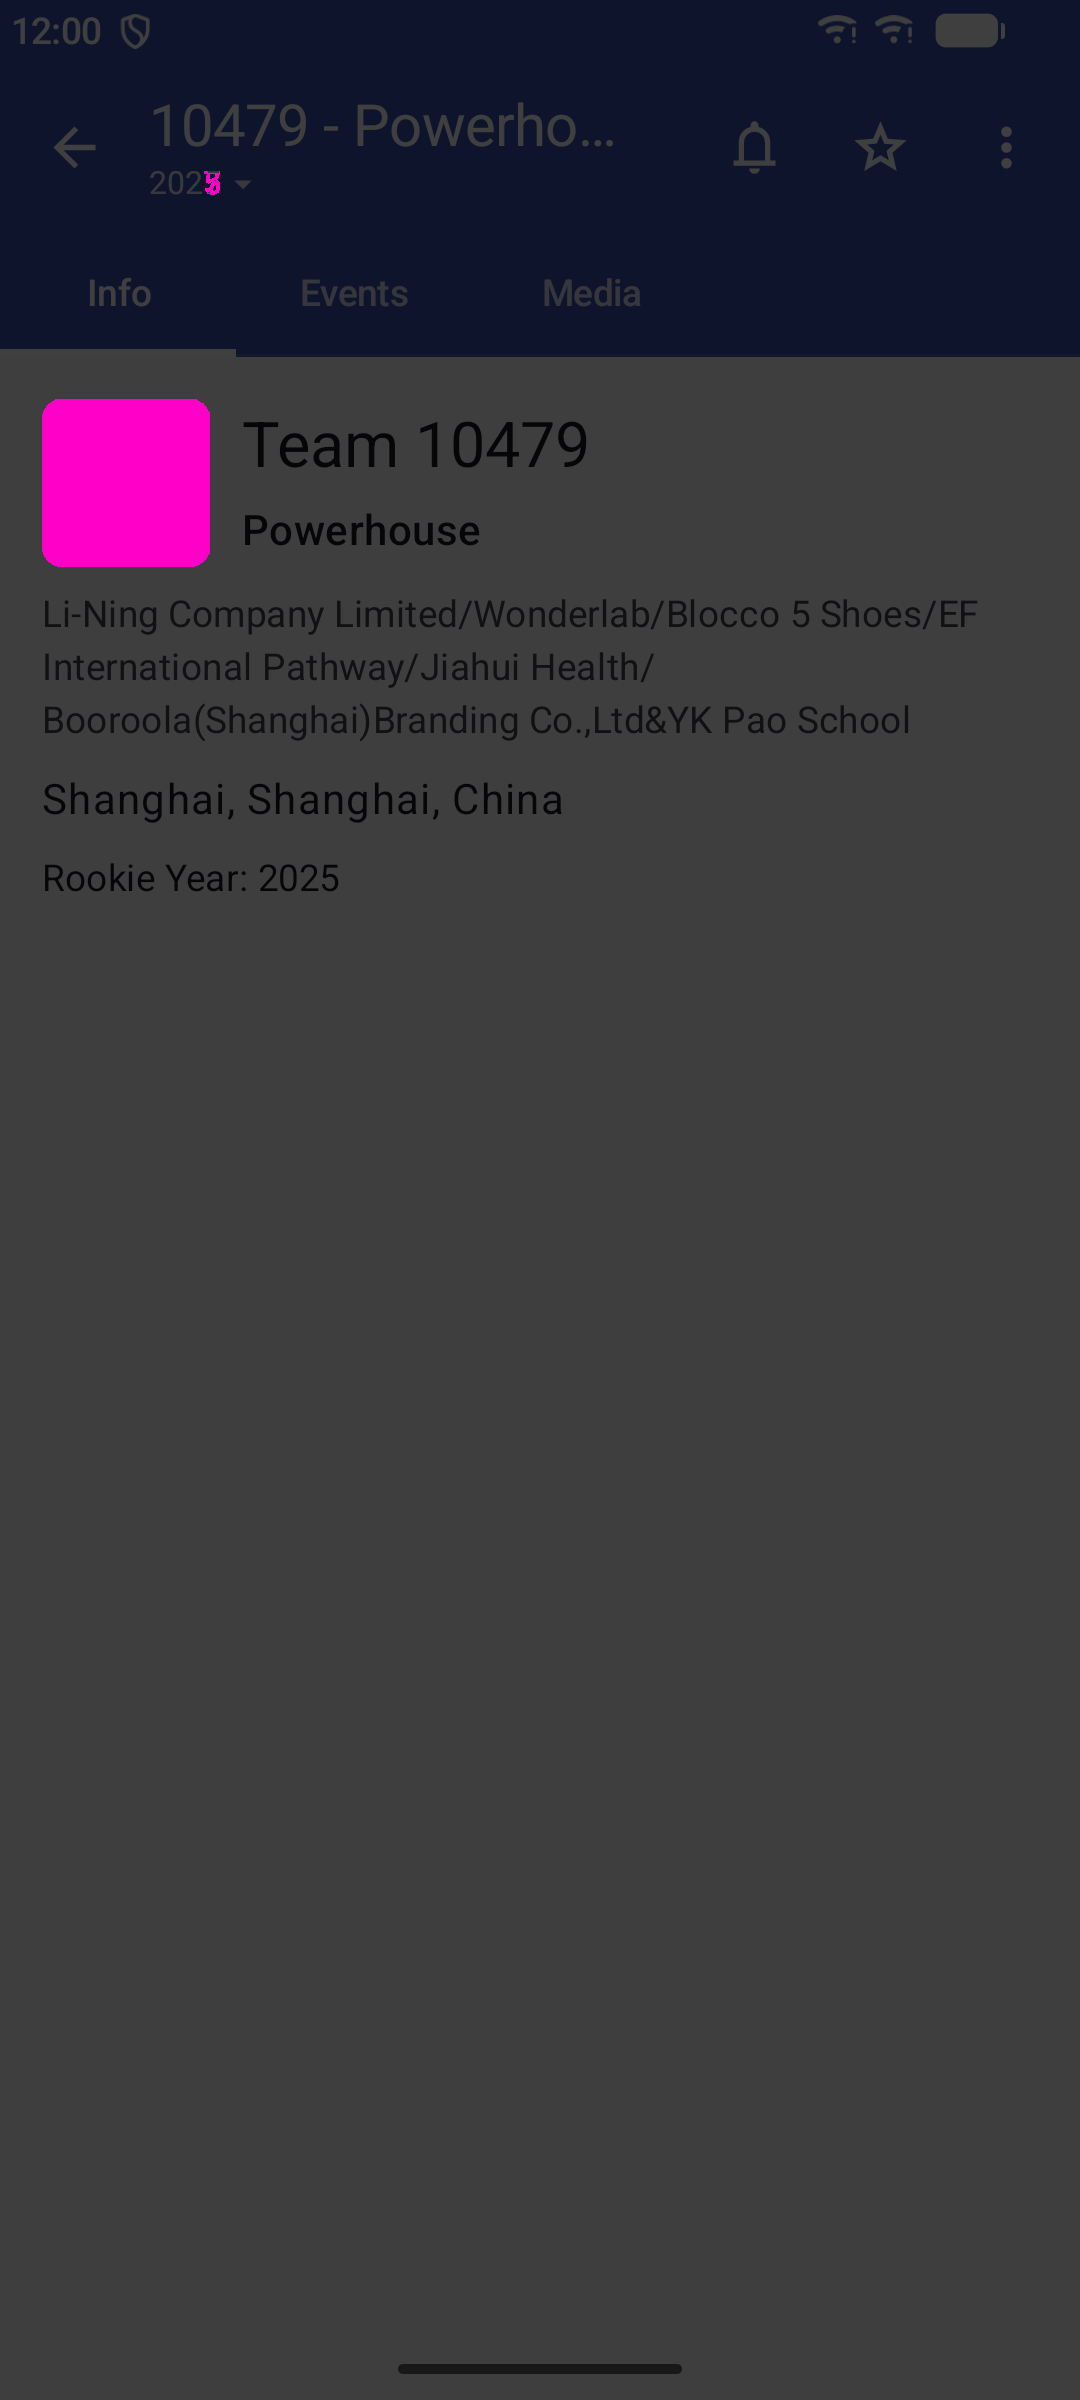 12:00
10479 - Powerho...
Info
Events
Media
Team 10479
Powerhouse
Li-Ning Company Limited/Wonderlab/Blocco 5 Shoes/EF
International Pathway/Jiahui Health/
Booroola(Shanghai)Branding Co.,Ltd&YK Pao School
Shanghai, Shanghai, China
Rookie Year: 2025